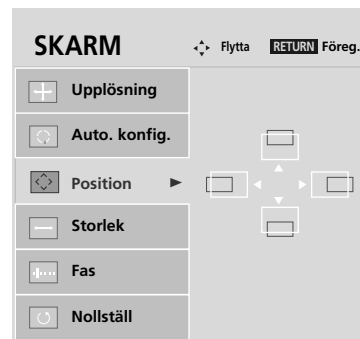 SKARM
Flytta RETURN Föreg.
Upplösning
Auto. konfig.
Position
Storlek
Fas
Nollställ